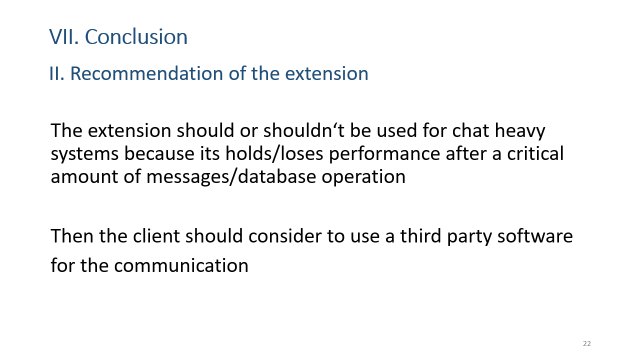 VII. Conclusion
II. Recommendation of the extension
The extension should or shouldn‘t be used for chat heavy
systems because its holds/loses performance after a critical
amount of messages/database operation
Then the client should consider to use a third party software
for the communication
22